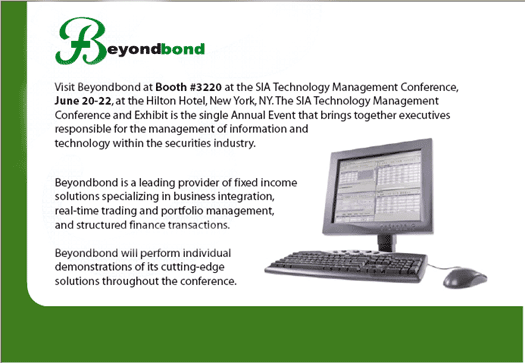 Beyondbond
Visit Beyondbond at Booth #3220 at the SIA Technology Management Conference,
June 20-22, at the Hilton Hotel, New York, NY. The SIA Technology Management
Conference and Exhibit is the single Annual Event that brings together executives
responsible for the management of information and
technology within the securities industry.
Beyondbond is a leading provider of fixed income
solutions specializing in business integration,
real-time trading and portfolio management,
and structured finance transactions.
Beyondbond will perform individual
demonstrations of its cutting-edge
solutions throughout the conference.